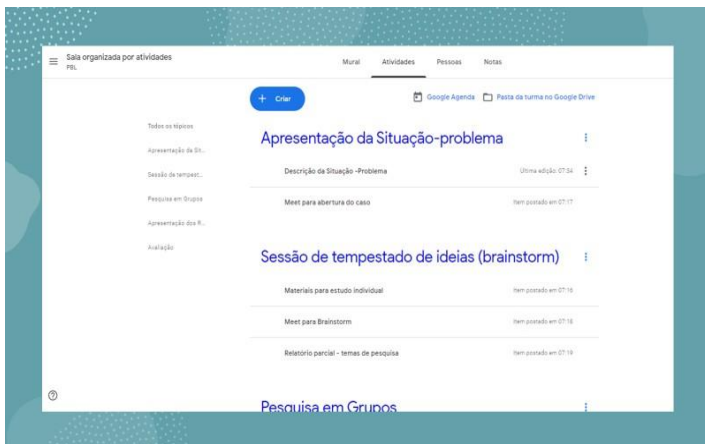 Sala organizada por atividades
PBL
Mural Atividades Pessoas Notas
+ Criar
Google Agenda Pasta da turma no Google Drive
Todos os tópicos
Apresentação da Sit...
Sessão de tempest...
Pesquisa em Grupos
Apresentação dos R...
Avaliação
Apresentação da Situação-problema
Descrição da Situação -Problema Última edição: 07:54
Meet para abertura do caso Item postado em 07:17
Sessão de tempestado de ideias (brainstorm)
Materiais para estudo individual Item postado em 07:16
Meet para Brainstorm Item postado em 07:18
Relatório parcial - temas de pesquisa Item postado em 07:19
Pesquisa em Grupos